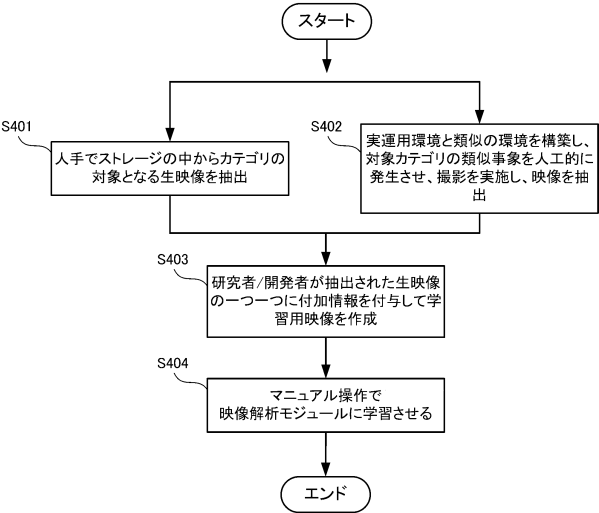 スタート
S401
人手でストレージの中からカテゴリの
対象となる生映像を抽出
S402
実運用環境と類似の環境を構築し、
対象カテゴリの類似事象を人工的に
発生させ、撮影を実施し、映像を抽
出
S403
研究者/開発者が抽出された生映像
の一つ一つに付加情報を付与して学
習用映像を作成
S404
マニュアル操作で
映像解析モジュールに学習させる
エンド